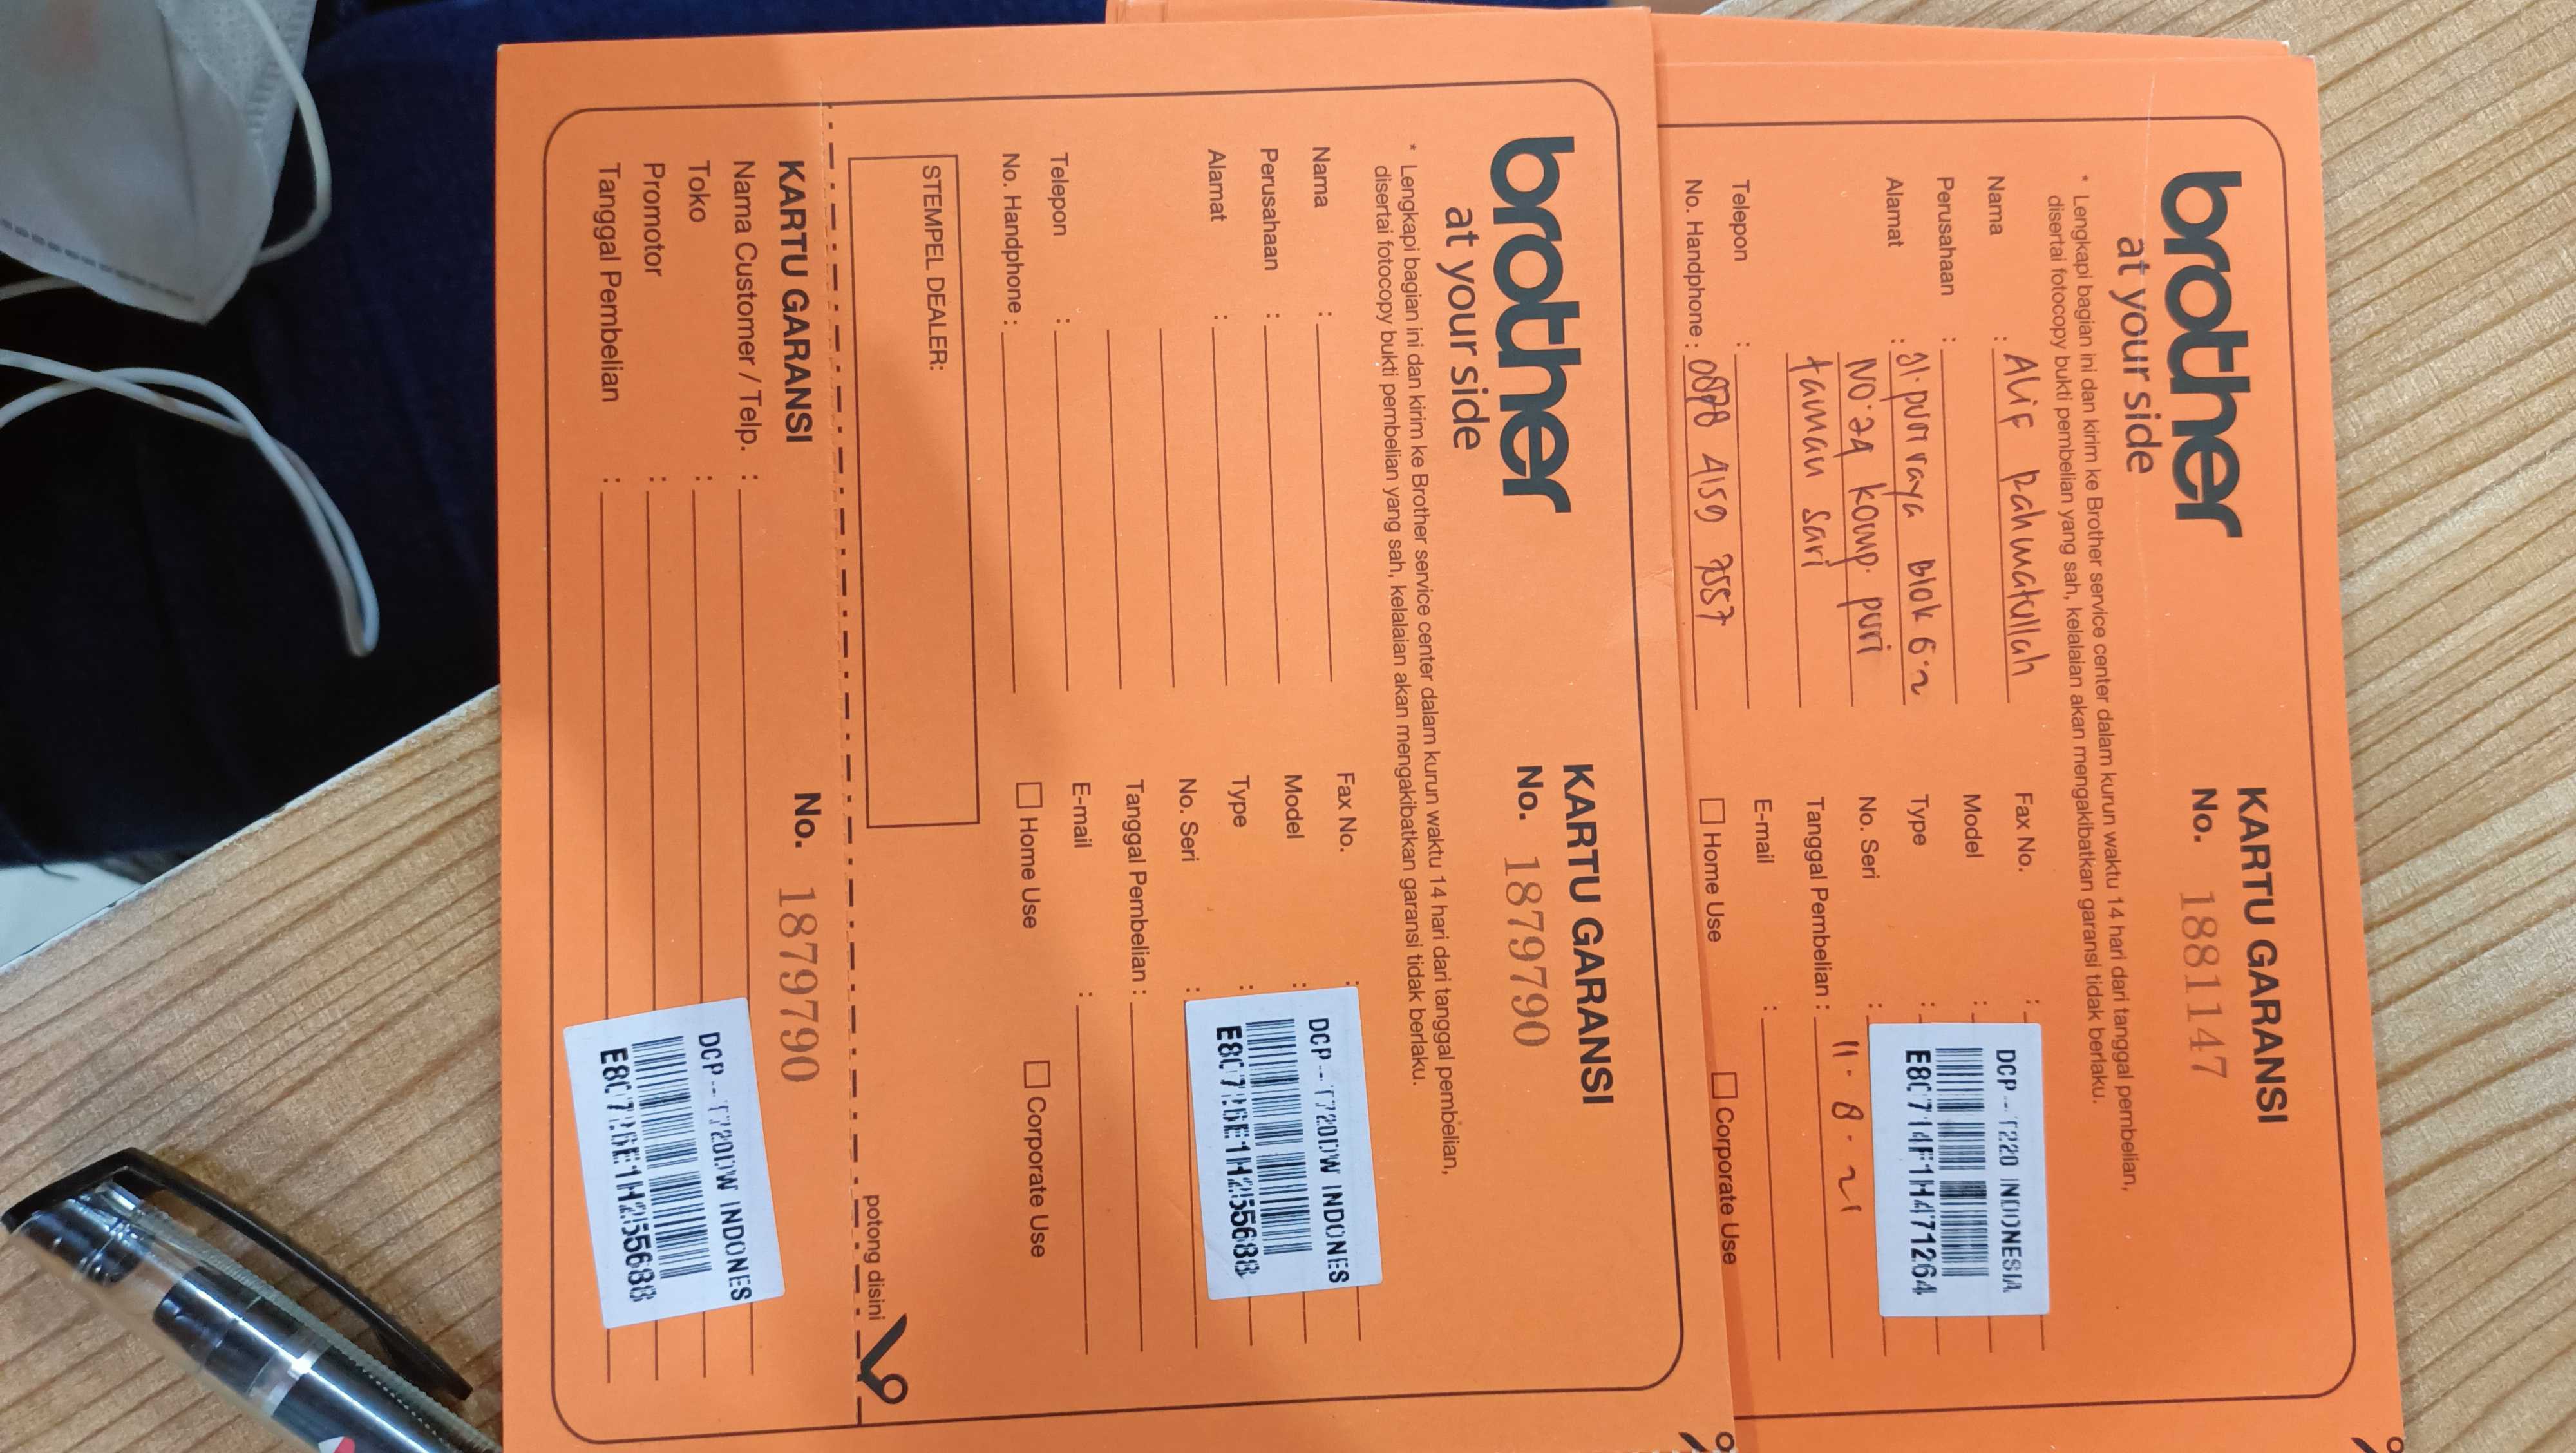 brother
at your side
KARTU GARANSI
No. 1881147
* Lengkapi bagian ini dan kirim ke Brother service center dalam kurun waktu 14 hari dari tanggal pembelian,
disertai fotocopy bukti pembelian yang sah, kelalaian akan mengakibatkan garansi tidak berlaku.
Nama : Alif Rahmatullah
Perusahaan :
Alamat : Jl. puri raya blok 6.2
No. 24 komp. puri
taman sari
Telepon :
No. Handphone : 0878 4159 7557
Fax No. :
Model :
Type :
No. Seri :
DCP-T220 INDONESIA
E80714F1H471264
Tanggal Pembelian : 11.8.21
E-mail :
Home Use
Corporate Use
brother
at your side
KARTU GARANSI
No. 1879790
* Lengkapi bagian ini dan kirim ke Brother service center dalam kurun waktu 14 hari dari tanggal pembelian,
disertai fotocopy bukti pembelian yang sah, kelalaian akan mengakibatkan garansi tidak berlaku.
Nama :
Perusahaan :
Alamat :
Telepon :
No. Handphone :
Fax No. :
Model :
Type :
No. Seri :
DCP-T720DW INDONES
Tanggal Pembelian :
E-mail :
Home Use
Corporate Use
STEMPEL DEALER:
potong disini
KARTU GARANSI
No. 1879790
Nama Customer / Telp. :
Toko :
Promotor :
Tanggal Pembelian :
DCP-T720DW INDONES